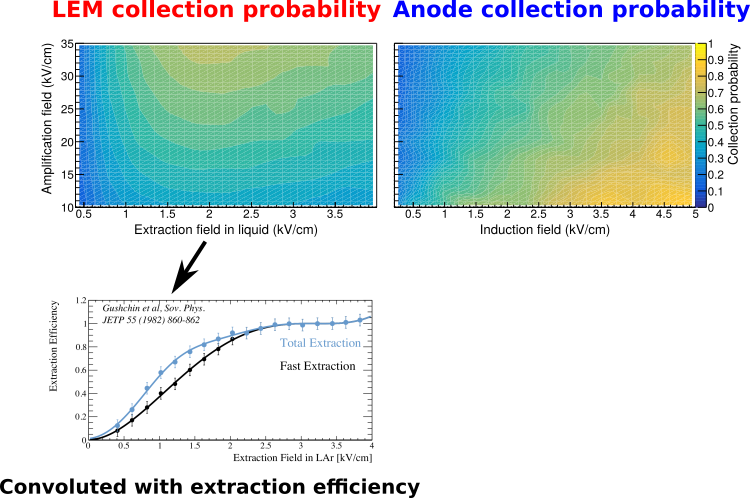 LEM collection probability Anode collection probability
Amplification field (kV/cm)
35
30
25
20
15
10
0.5 1 1.5 2 2.5 3 3.5
Extraction field in liquid (kV/cm)
0.5 1 1.5 2 2.5 3 3.5 4 4.5 5
Induction field (kV/cm)
1
0.9
0.8
0.7
0.6
0.5
0.4
0.3
0.2
0.1
0
Collection probability
Extraction Efficiency
1.2
1
0.8
0.6
0.4
0.2
0
Gushchin et al, Sov. Phys.
JETP 55 (1982) 860-862
Total Extraction
Fast Extraction
0 0.5 1 1.5 2 2.5 3 3.5 4
Extraction Field in LAr [kV/cm]
Convoluted with extraction efficiency